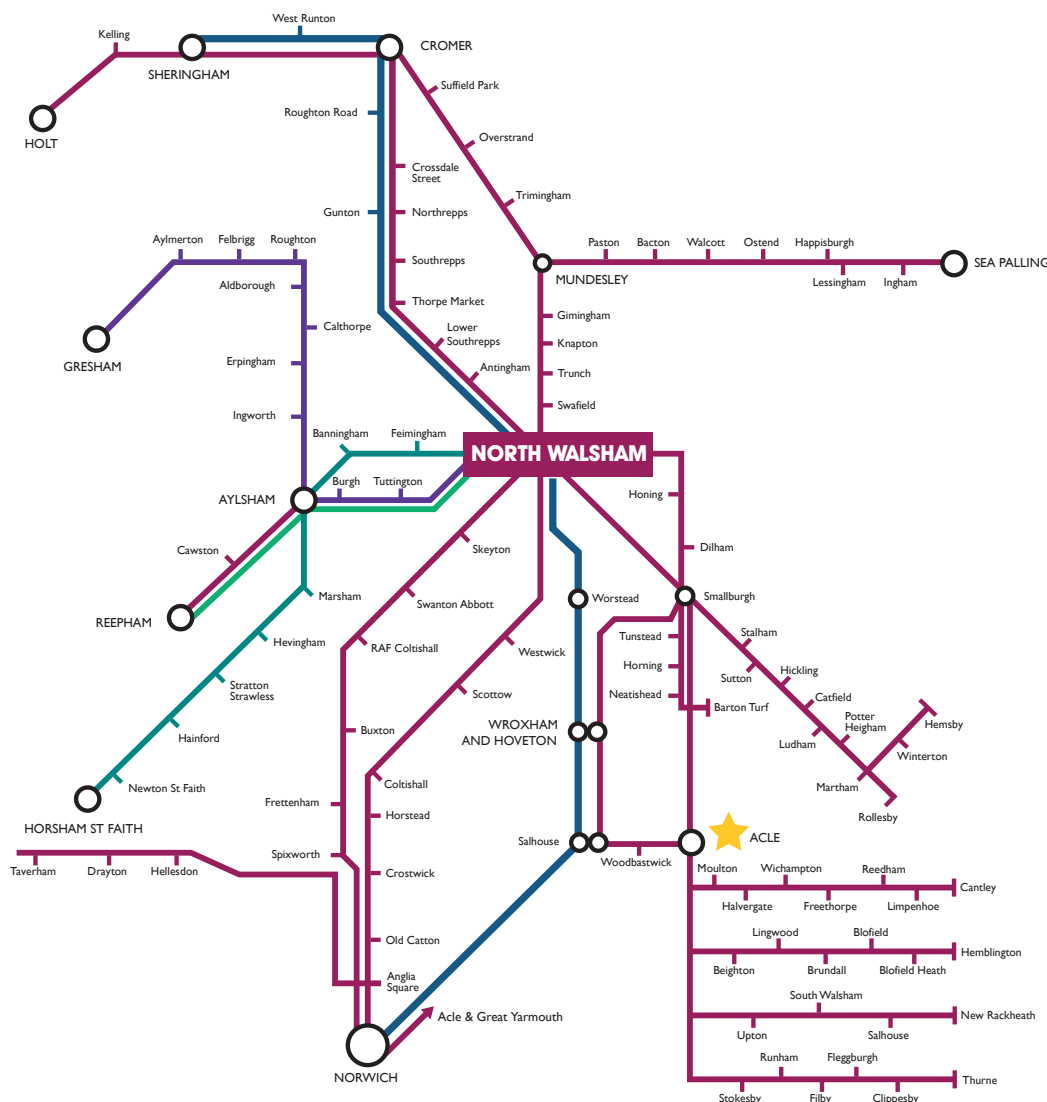 West Runton
Kelling
CROMER
SHERINGHAM
Suffield Park
Roughton Road
HOLT
Overstrand
Crossdale
Street
Trimingham
Gunton
Northrepps
Aylmerton
Felbrigg
Roughton
Paston
Bacton
Walcott
Ostend
Happisburgh
Southrepps
SEA PALLING
MUNDESLEY
Lessingham
Ingham
Aldborough
Thorpe Market
Gimingham
Calthorpe
Lower
Southrepps
Knapton
GRESHAM
Erpingham
Antingham
Trunch
Swafield
Ingworth
Banningham
Feimingham
NORTH WALSHAM
Burgh
Tuttington
Honing
AYLSHAM
Skeyton
Dilham
Cawston
Marsham
Swanton Abbott
Worstead
Smallburgh
REEPHAM
Hevingham
RAF Coltishall
Westwick
Tunstead
Stalham
Horning
Sutton
Hickling
Stratton
Strawless
Scottow
Neatishead
Catfield
Barton Turf
Potter
Heigham
Hemsby
Hainford
Buxton
WROXHAM
AND HOVETON
Ludham
Winterton
Newton St Faith
Coltishall
Martham
Rollesby
Frettenham
Horstead
HORSHAM ST FAITH
Salhouse
ACLE
Spixworth
Woodbastwick
Taverham
Drayton
Hellesdon
Crostwick
Moulton
Wichampton
Reedham
Cantley
Halvergate
Freethorpe
Limpenhoe
Old Catton
Lingwood
Blofield
Hemblington
Beighton
Brundall
Blofield Heath
Anglia
Square
South Walsham
Acle & Great Yarmouth
New Rackheath
Upton
Salhouse
Runham
Fleggburgh
NORWICH
Thurne
Stokesby
Filby
Clippesby